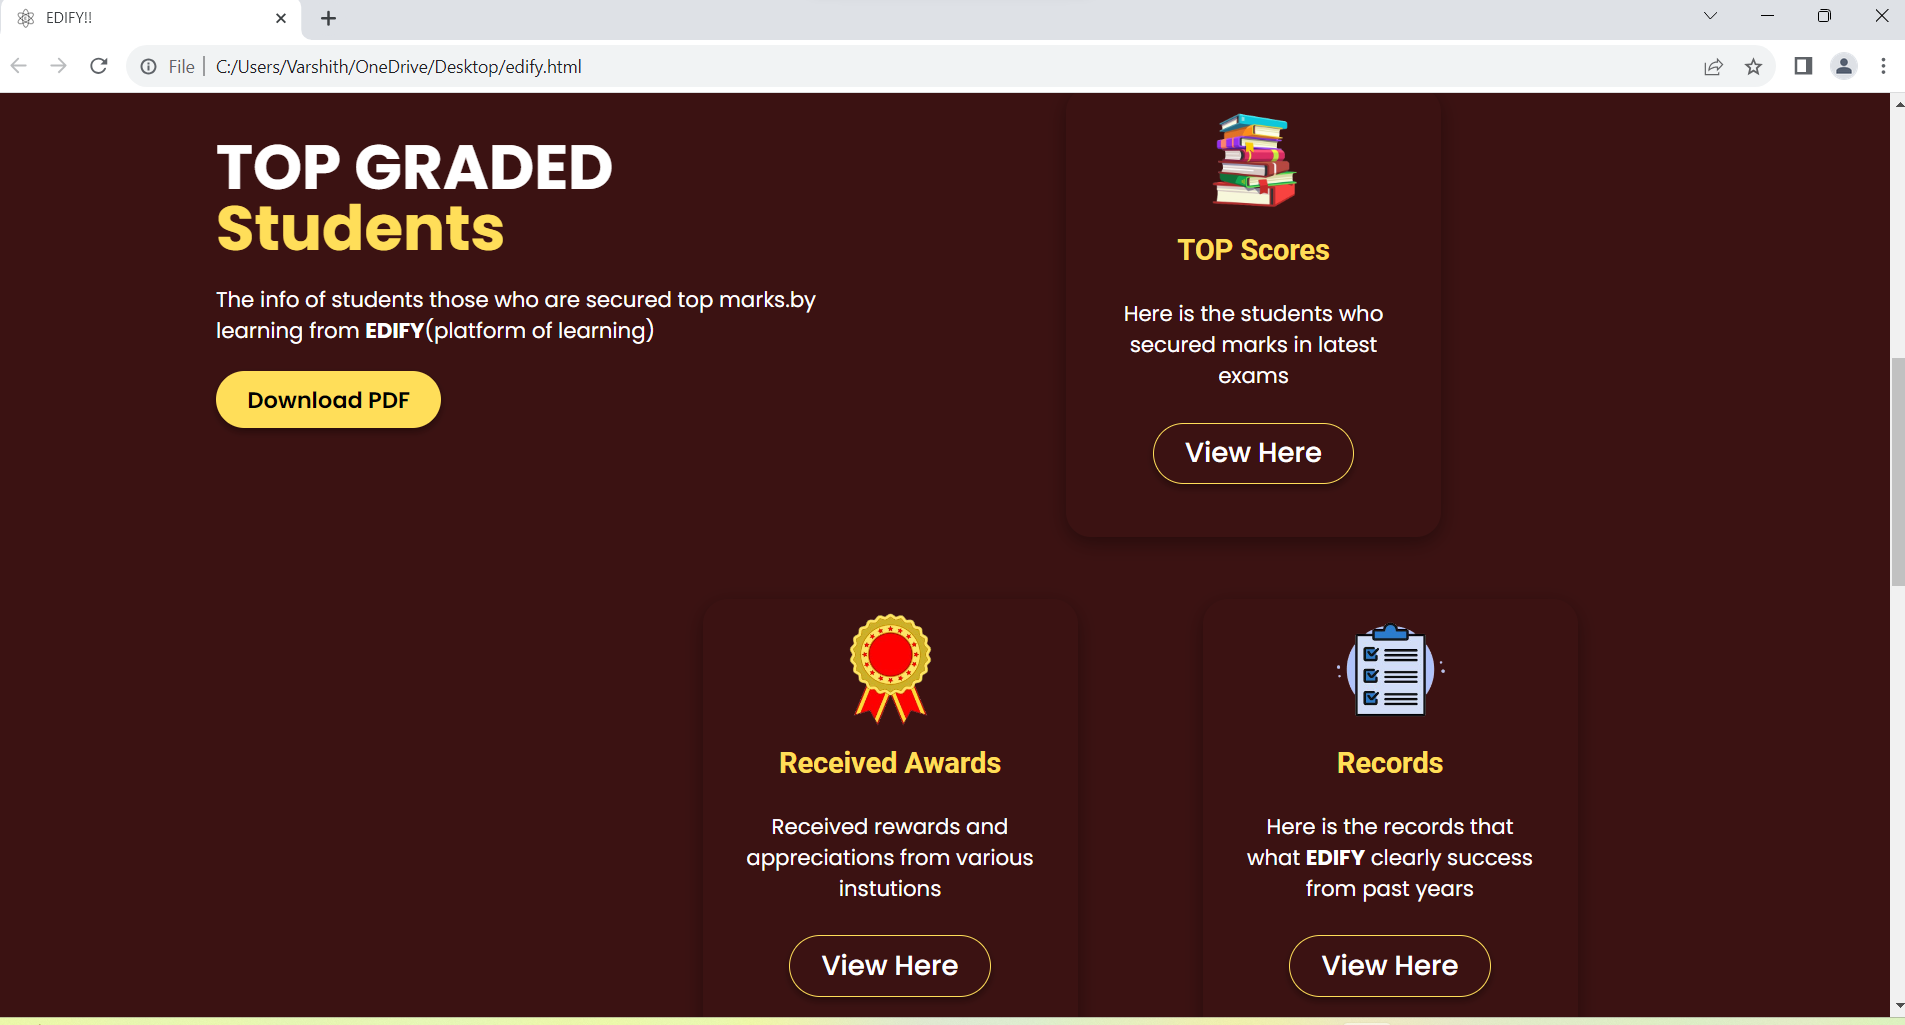 EDIFY!!
File
C:/Users/Varshith/OneDrive/Desktop/edify.html
TOP GRADED
Students
The info of students those who are secured top marks.by
learning from EDIFY(platform of learning)
Download PDF
TOP Scores
Here is the students who
secured marks in latest
exams
View Here
Received Awards
Received rewards and
appreciations from various
instutions
View Here
Records
Here is the records that
what EDIFY clearly success
from past years
View Here